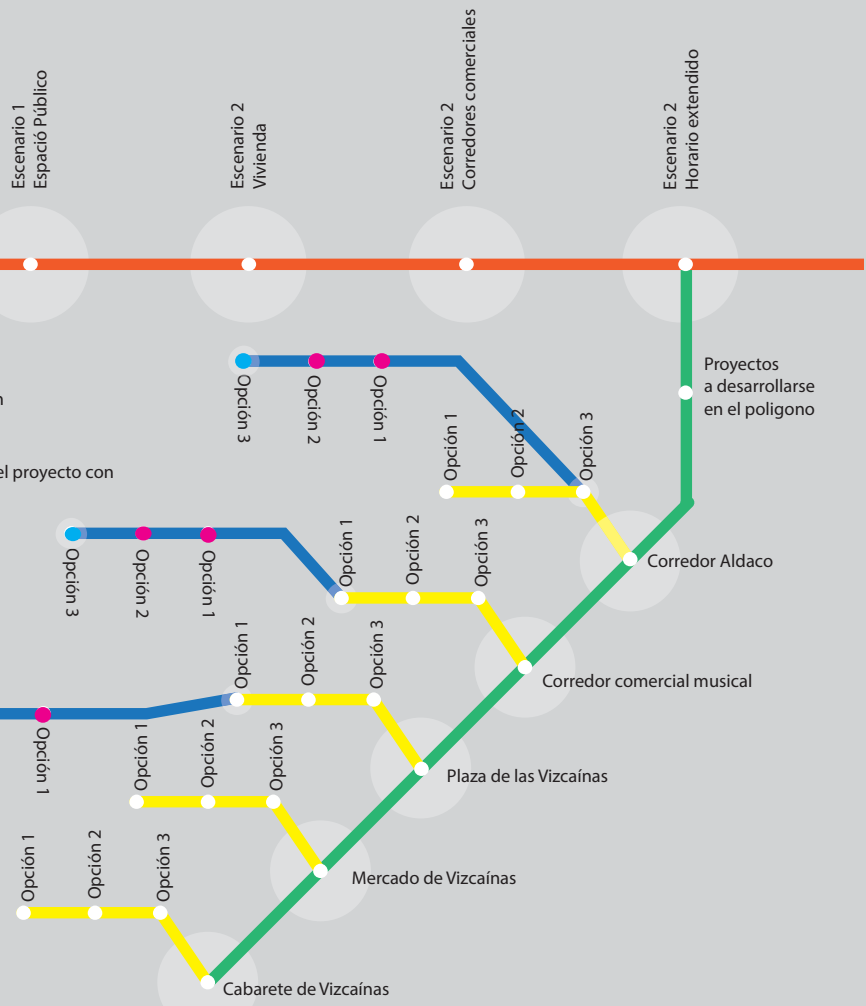 Escenario 1
Espació Público
Escenario 2
Vivienda
Escenario 2
Corredores comerciales
Escenario 2
Horario extendido
Proyectos
a desarrollarse
en el poligono
n
el proyecto con
Opción 3
Opción 2
Opción 1
Opción 1
Opción 2
Opción 3
Corredor Aldaco
Opción 3
Opción 2
Opción 1
Opción 1
Opción 2
Opción 3
Corredor comercial musical
Opción 1
Opción 1
Opción 2
Opción 3
Plaza de las Vizcaínas
Opción 1
Opción 2
Opción 3
Mercado de Vizcaínas
Opción 1
Opción 2
Opción 3
Cabarete de Vizcaínas